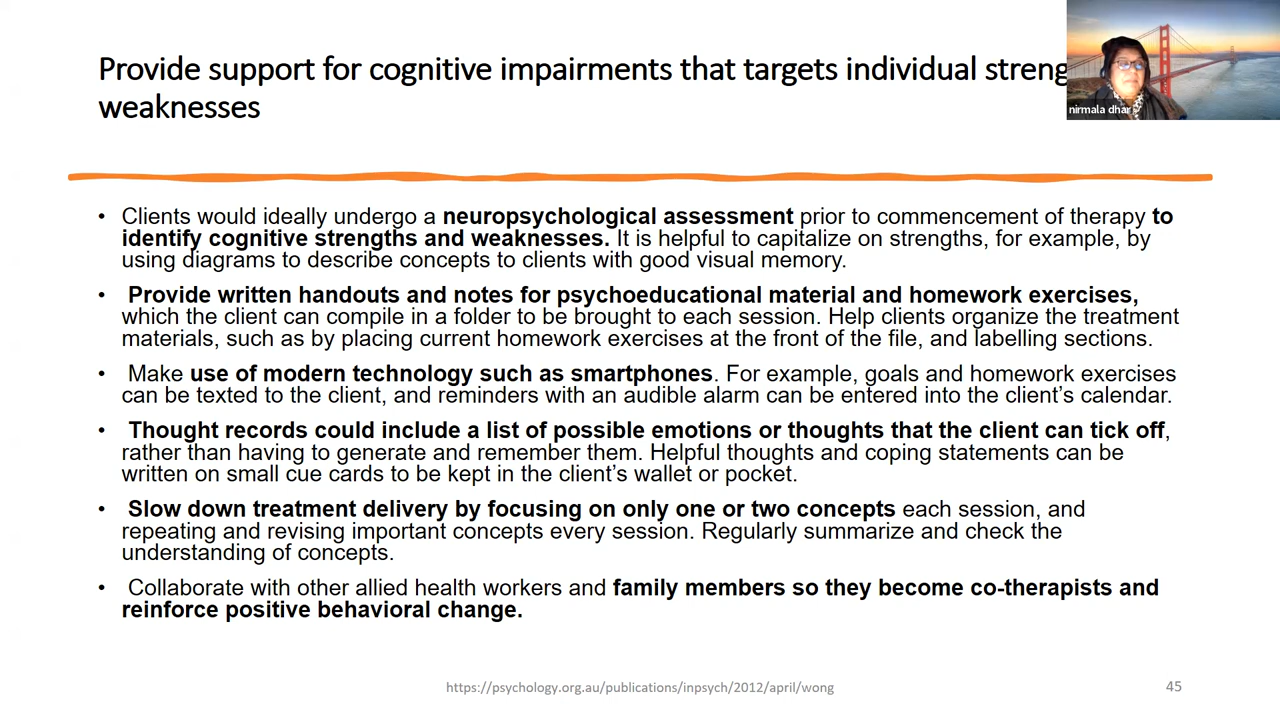 Provide support for cognitive impairments that targets individual
weaknesses
nirmala dhar
• Clients would ideally undergo a neuropsychological assessment prior to commencement of therapy to
identify cognitive strengths and weaknesses. It is helpful to capitalize on strengths, for example, by
using diagrams to describe concepts to clients with good visual memory.
• Provide written handouts and notes for psychoeducational material and homework exercises,
which the client can compile in a folder to be brought to each session. Help clients organize the treatment
materials, such as by placing current homework exercises at the front of the file, and labelling sections.
• Make use of modern technology such as smartphones. For example, goals and homework exercises
can be texted to the client, and reminders with an audible alarm can be entered into the client’s calendar.
• Thought records could include a list of possible emotions or thoughts that the client can tick off,
rather than having to generate and remember them. Helpful thoughts and coping statements can be
written on small cue cards to be kept in the client’s wallet or pocket.
• Slow down treatment delivery by focusing on only one or two concepts each session, and
repeating and revising important concepts every session. Regularly summarize and check the
understanding of concepts.
• Collaborate with other allied health workers and family members so they become co-therapists and
reinforce positive behavioral change.
https://psychology.org.au/publications/inpsych/2012/april/wong
45